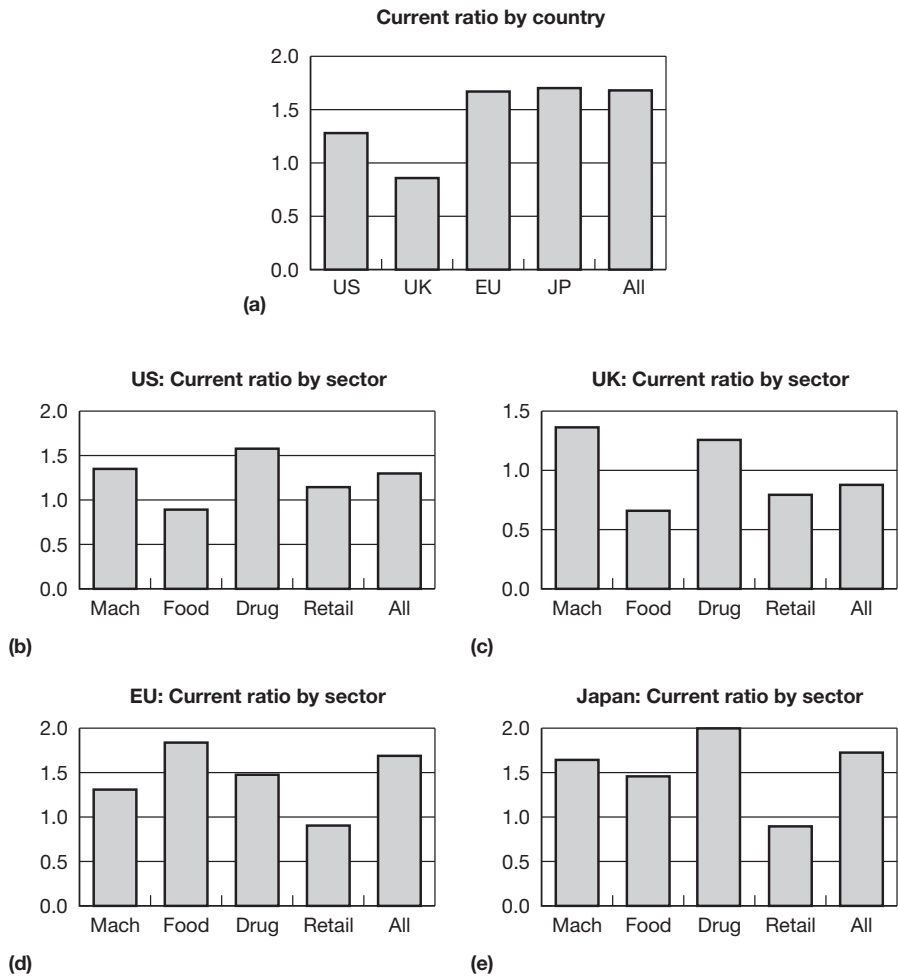 Current ratio by country
2.0
1.5
1.0
0.5
0.0
US UK EU JP All
(a)
US: Current ratio by sector
2.0
1.5
1.0
0.5
0.0
Mach Food Drug Retail All
(b)
UK: Current ratio by sector
1.5
1.0
0.5
0.0
Mach Food Drug Retail All
(c)
EU: Current ratio by sector
2.0
1.5
1.0
0.5
0.0
Mach Food Drug Retail All
(d)
Japan: Current ratio by sector
2.0
1.5
1.0
0.5
0.0
Mach Food Drug Retail All
(e)